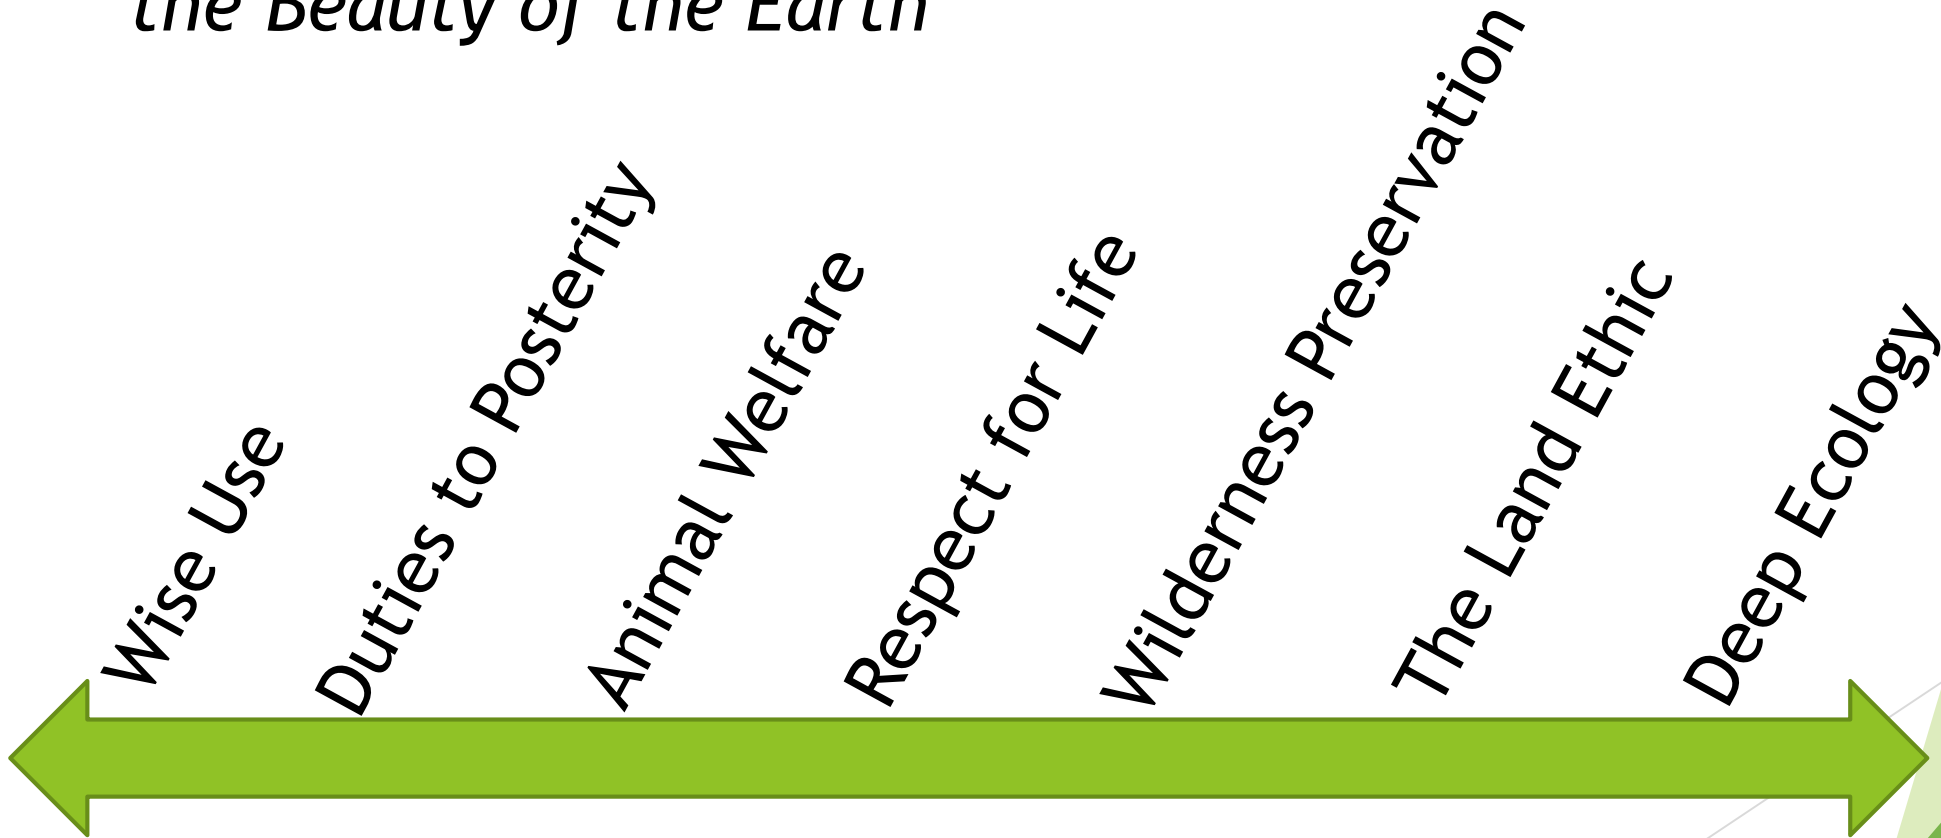 the Beauty of the Earth
Wise Use
Duties to Posterity
Animal Welfare
Respect for Life
Wilderness Preservation
The Land Ethic
Deep Ecology